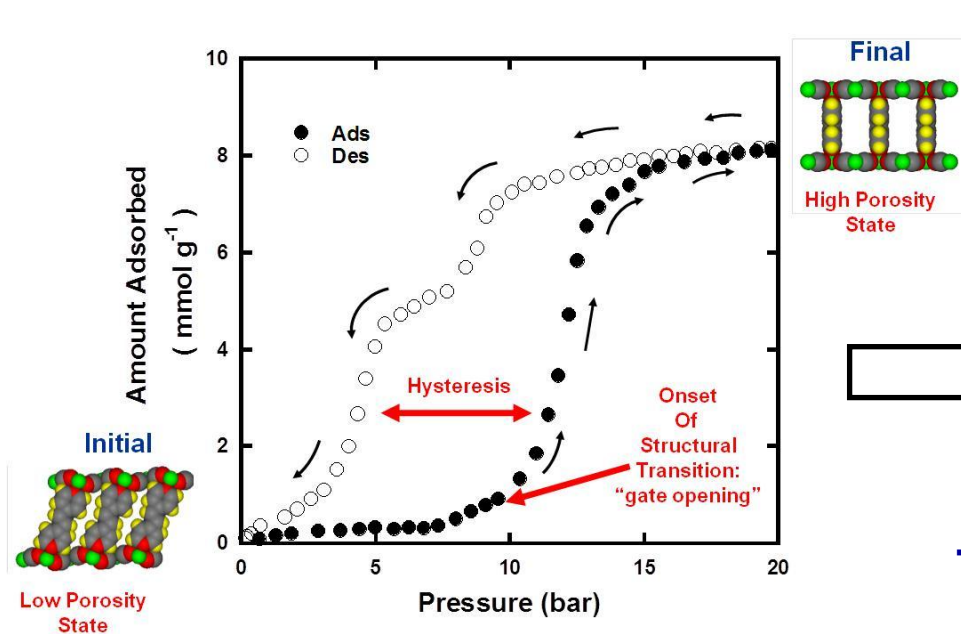 Final
High Porosity
State
10
8
6
4
2
0
Ads
Des
Amount Adsorbed
( mmol g-1 )
Hysteresis
Onset
Of
Structural
Transition:
“gate opening”
Initial
Low Porosity
State
0
5
10
15
20
Pressure (bar)